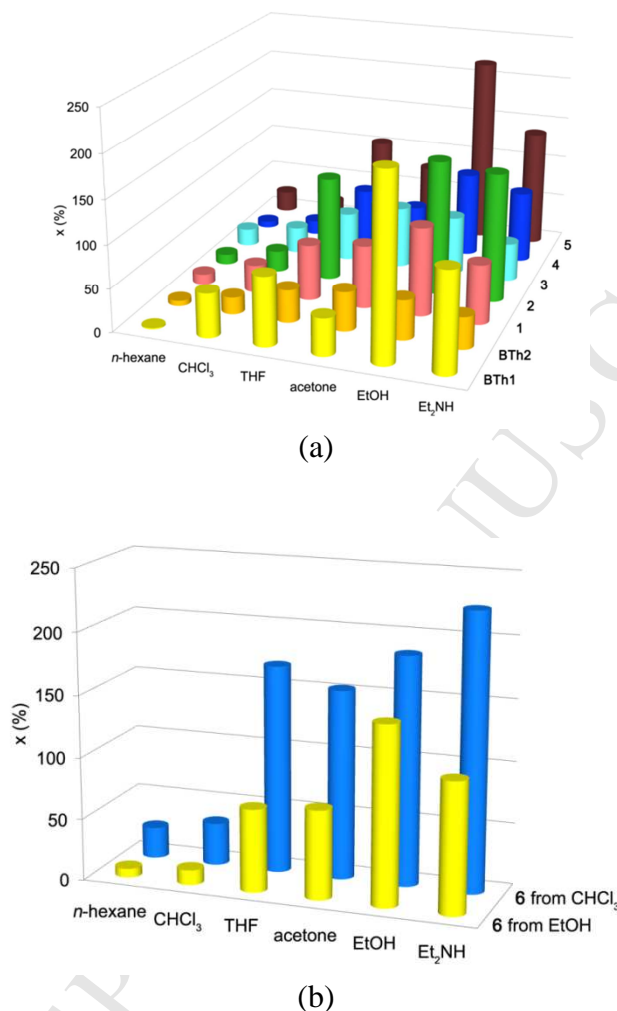 250
200
150
100
50
0
x (%)
n-hexane
CHCl₃
THF
acetone
EtOH
Et₂NH
5
4
3
2
1
BTh2
BTh1
(a)
250
200
150
100
50
0
x (%)
n-hexane
CHCl₃
THF
acetone
EtOH
Et₂NH
6 from CHCl₃
6 from EtOH
(b)